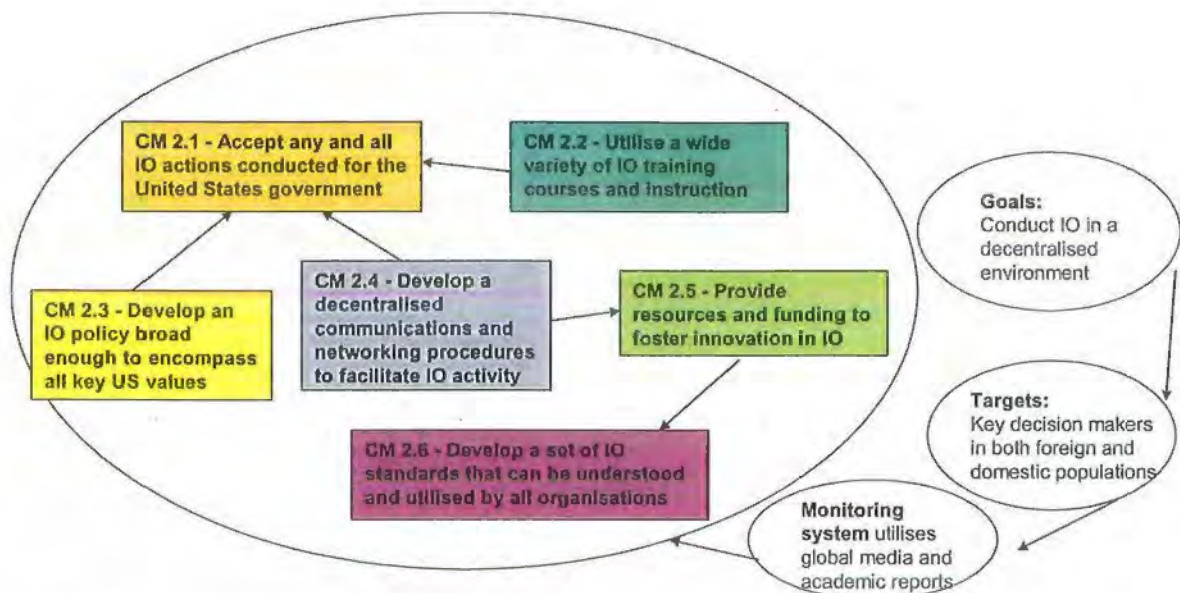 CM 2.1 - Accept any and all
IO actions conducted for the
United States government
CM 2.2 - Utilise a wide
variety of IO training
courses and Instruction
CM 2.3 - Develop an
IO policy broad
enough to encompass
all key US values
CM 2.4 - Develop a
decentralised
communications and
networking procedures
to facilitate IO activity
CM 2.5 - Provide
resources and funding to
foster innovation in IO
CM 2.6 - Develop a set of IO
standards that can be understood
and utilised by all organisations
Goals:
Conduct IO in a
decentralised
environment
Targets:
Key decision makers
in both foreign and
domestic populations
Monitoring
system utilises
global media and
academic reports